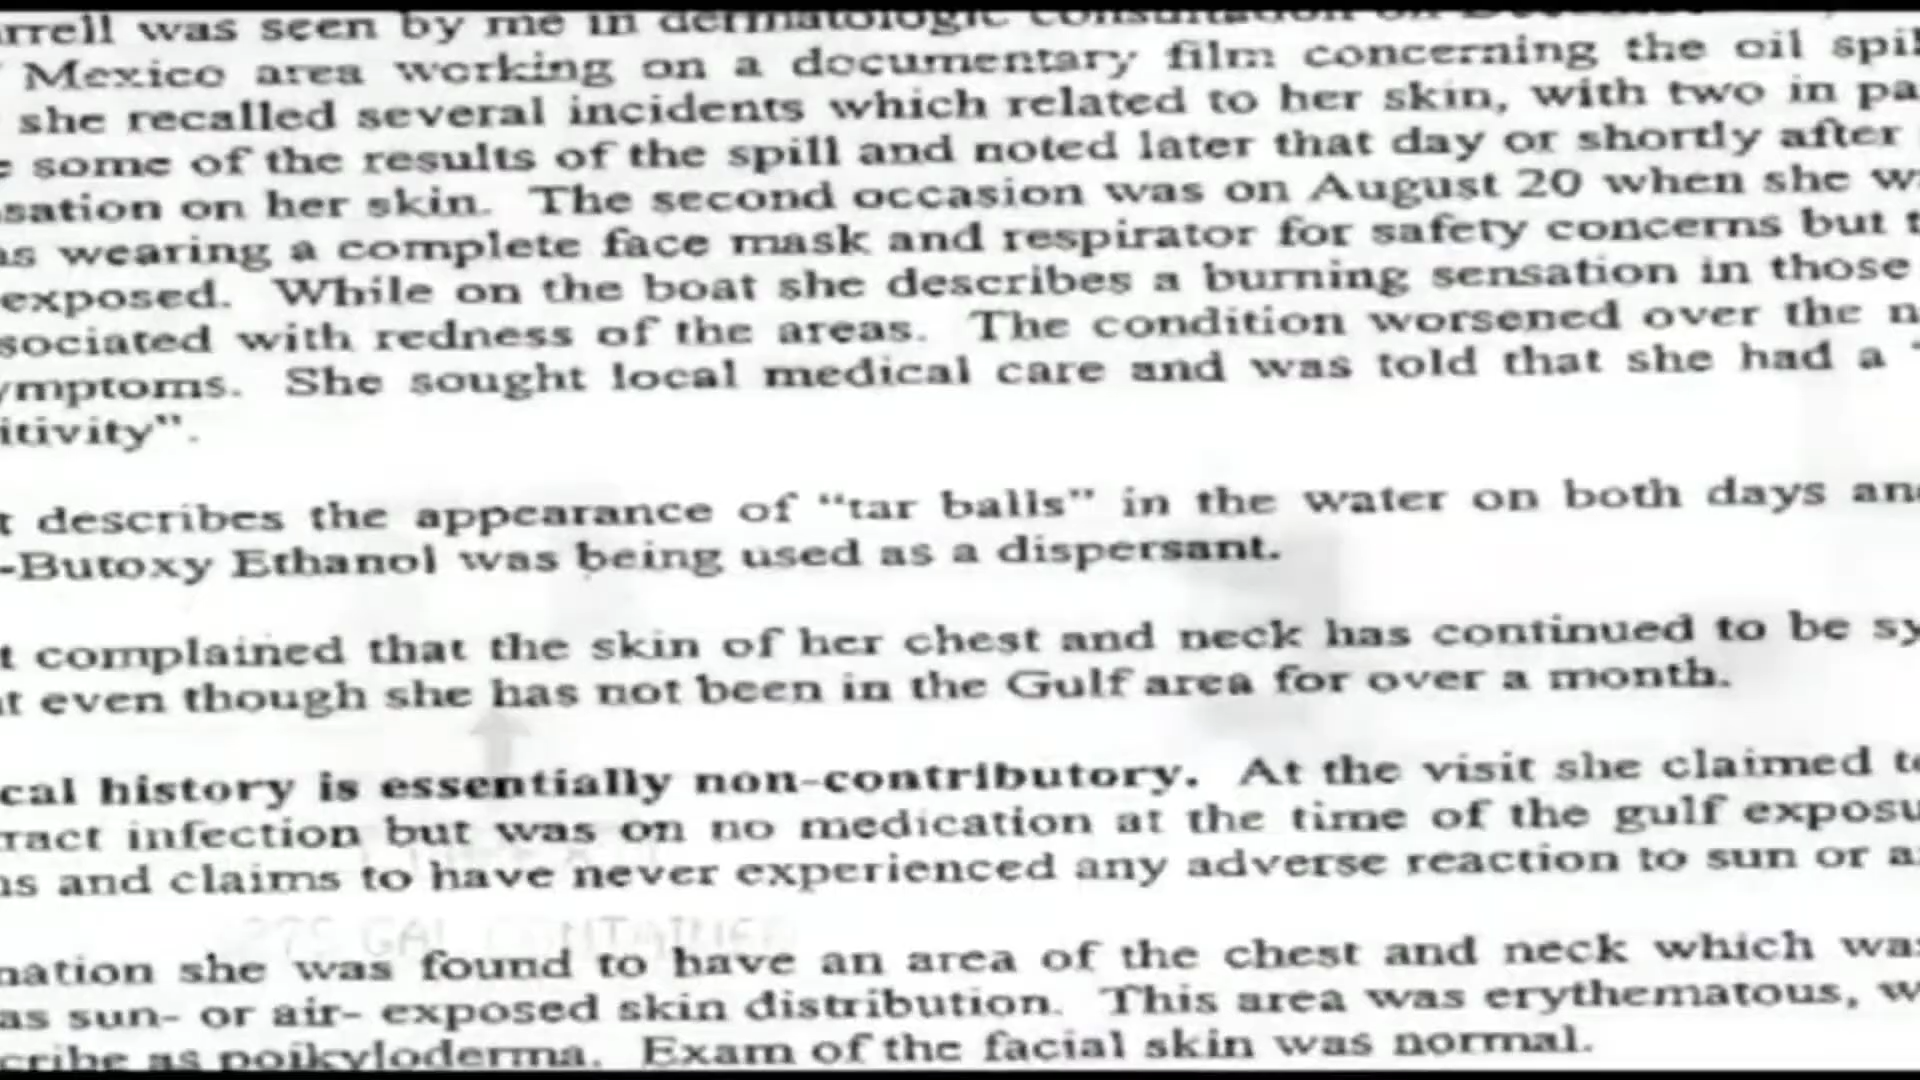 rrell was seen by me in dermatologic consultation on December
Mexico area working on a documentary film concerning the oil spil
she recalled several incidents which related to her skin, with two in pa
e some of the results of the spill and noted later that day or shortly after
sation on her skin. The second occasion was on August 20 when she w
as wearing a complete face mask and respirator for safety concerns but t
exposed. While on the boat she describes a burning sensation in those
sociated with redness of the areas. The condition worsened over the n
ymptoms. She sought local medical care and was told that she had a "
itivity".
t describes the appearance of "tar balls" in the water on both days an
-Butoxy Ethanol was being used as a dispersant.
t complained that the skin of her chest and neck has continued to be sy
nt even though she has not been in the Gulf area for over a month.
cal history is essentially non-contributory. At the visit she claimed t
ract infection but was on no medication at the time of the gulf exposu
ns and claims to have never experienced any adverse reaction to sun or a
275 GAL CONTAINER
nation she was found to have an area of the chest and neck which wa
as sun- or air- exposed skin distribution. This area was erythematous, w
cribe as poikyloderma. Exam of the facial skin was normal.